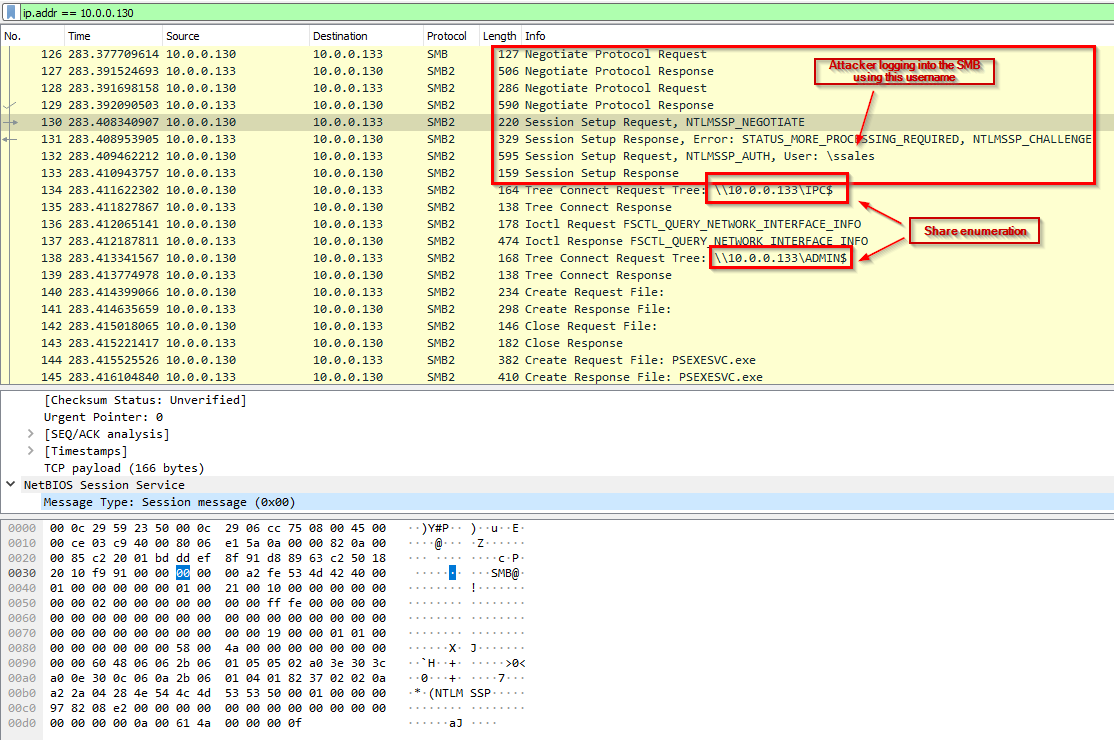 ip.addr == 10.0.0.130
No. Time Source Destination Protocol Length Info
126 283.377709614 10.0.0.130 10.0.0.133 SMB 127 Negotiate Protocol Request
127 283.391524693 10.0.0.133 10.0.0.130 SMB2 506 Negotiate Protocol Response
128 283.391698158 10.0.0.130 10.0.0.133 SMB2 286 Negotiate Protocol Request
129 283.392090503 10.0.0.133 10.0.0.130 SMB2 590 Negotiate Protocol Response
130 283.408340907 10.0.0.130 10.0.0.133 SMB2 220 Session Setup Request, NTLMSSP_NEGOTIATE
131 283.408953905 10.0.0.133 10.0.0.130 SMB2 329 Session Setup Response, Error: STATUS_MORE_PROCESSING_REQUIRED, NTLMSSP_CHALLENGE
132 283.409462212 10.0.0.130 10.0.0.133 SMB2 595 Session Setup Request, NTLMSSP_AUTH, User: \ssales
133 283.410943757 10.0.0.133 10.0.0.130 SMB2 159 Session Setup Response
134 283.411622302 10.0.0.130 10.0.0.133 SMB2 164 Tree Connect Request Tree: \\10.0.0.133\IPC$
135 283.411827867 10.0.0.133 10.0.0.130 SMB2 138 Tree Connect Response
136 283.412065141 10.0.0.130 10.0.0.133 SMB2 178 Ioctl Request FSCTL_QUERY_NETWORK_INTERFACE_INFO
137 283.412187811 10.0.0.133 10.0.0.130 SMB2 474 Ioctl Response FSCTL_QUERY_NETWORK_INTERFACE_INFO
138 283.413341567 10.0.0.130 10.0.0.133 SMB2 168 Tree Connect Request Tree: \\10.0.0.133\ADMIN$
139 283.413774978 10.0.0.133 10.0.0.130 SMB2 138 Tree Connect Response
140 283.414399066 10.0.0.130 10.0.0.133 SMB2 234 Create Request File:
141 283.414635659 10.0.0.133 10.0.0.130 SMB2 298 Create Response File:
142 283.415018065 10.0.0.130 10.0.0.133 SMB2 146 Close Request File:
143 283.415221417 10.0.0.133 10.0.0.130 SMB2 182 Close Response
144 283.415525526 10.0.0.130 10.0.0.133 SMB2 382 Create Request File: PSEXESVC.exe
145 283.416104840 10.0.0.133 10.0.0.130 SMB2 410 Create Response File: PSEXESVC.exe
Attacker logging into the SMB
using this username
Share enumeration
[Checksum Status: Unverified]
Urgent Pointer: 0
[SEQ/ACK analysis]
[Timestamps]
TCP payload (166 bytes)
NetBIOS Session Service
Message Type: Session message (0x00)
0000 00 0c 29 59 23 50 00 0c 29 06 cc 75 08 00 45 00 ··)Y#P·· )··u··E·
0010 00 ce 03 c9 40 00 80 06 e1 5a 0a 00 00 82 0a 00 ····@··· ·Z······
0020 00 85 c2 20 01 bd dd ef 8f 91 d8 89 63 c2 50 18 ··· ···· ····c·P·
0030 20 10 f9 91 00 00 00 00 00 a2 fe 53 4d 42 40 00 ······· ···SMB@·
0040 01 00 00 00 00 00 01 00 21 00 10 00 00 00 00 00 ········ !·······
0050 00 00 02 00 00 00 00 00 00 00 ff fe 00 00 00 00 ········ ········
0060 00 00 00 00 00 00 00 00 00 00 00 00 00 00 00 00 ········ ········
0070 00 00 00 00 00 00 00 00 00 00 19 00 00 01 01 00 ········ ········
0080 00 00 00 00 00 00 58 00 4a 00 00 00 00 00 00 00 ······X· J·······
0090 00 00 60 48 06 06 2b 06 01 05 05 02 a0 3e 30 3c ··`H··+· ·····>0<
00a0 a0 0e 30 0c 06 0a 2b 06 01 04 01 82 37 02 02 0a ··0···+· ····7···
00b0 a2 2a 04 28 4e 54 4c 4d 53 53 50 00 01 00 00 00 ·*·(NTLM SSP·····
00c0 97 82 08 e2 00 00 00 00 00 00 00 00 00 00 00 00 ········ ········
00d0 00 00 00 00 0a 00 61 4a 00 00 00 0f ······aJ ····